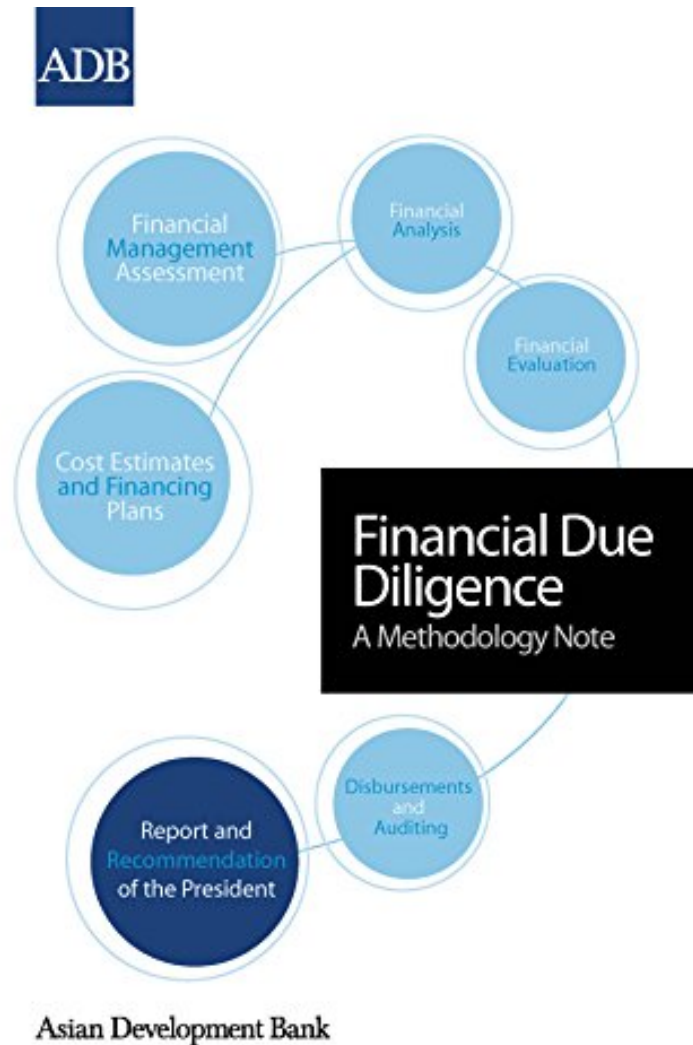 ADB
Financial
Management
Assessment
Financial
Analysis
Financial
Evaluation
Cost Estimates
and Financing
Plans
Financial Due
Diligence
A Methodology Note
Disbursements
and
Auditing
Report and
Recommendation
of the President
Asian Development Bank